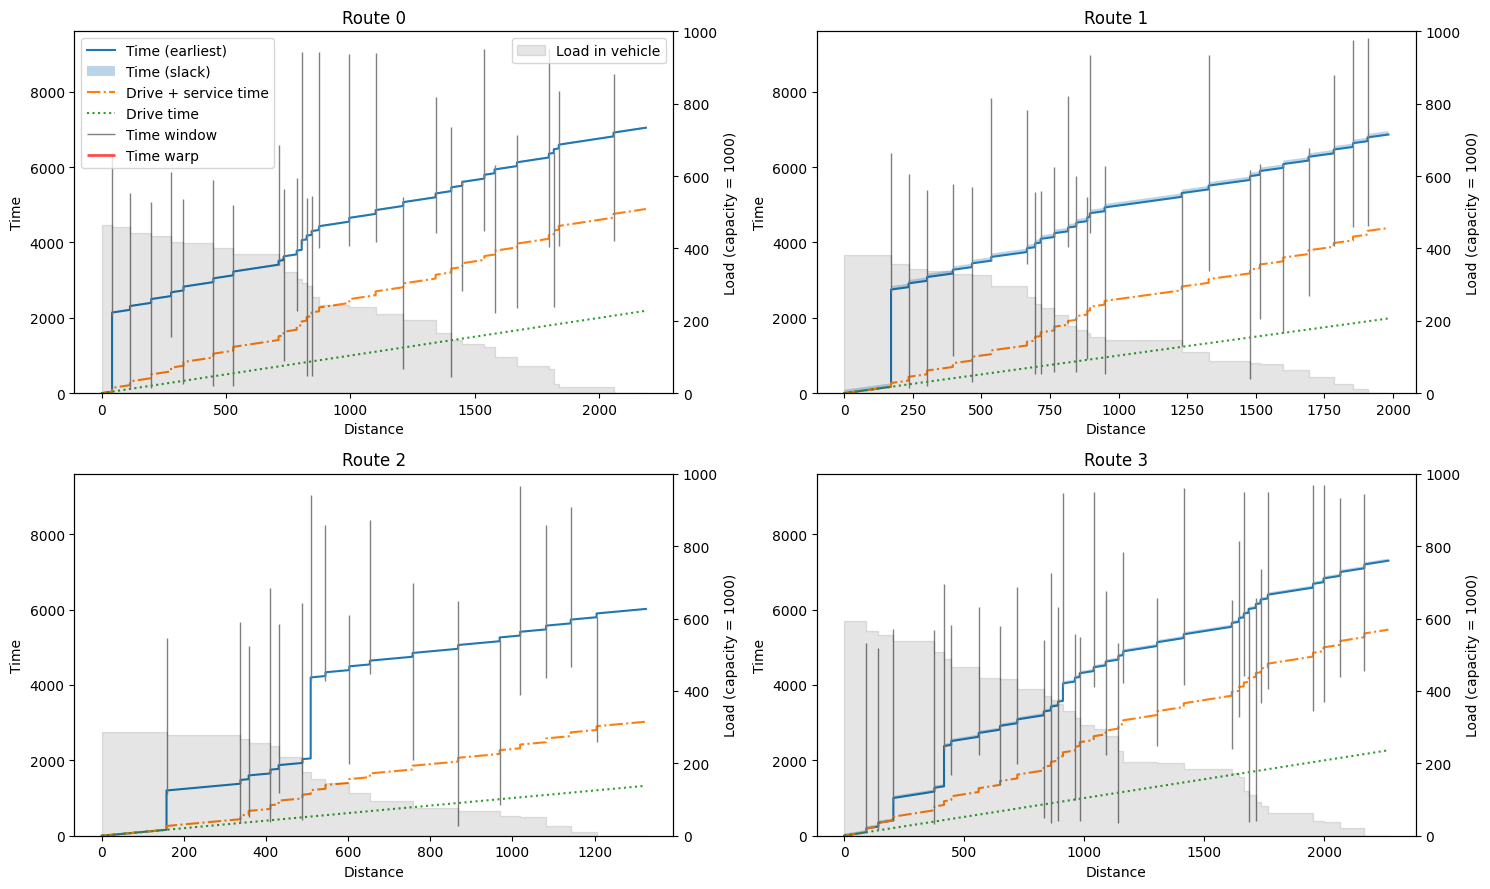 Route 0
Time (earliest)
Time (slack)
Drive + service time
Drive time
Time window
Time warp
Load in vehicle
8000
6000
4000
2000
0
Time
1000
800
600
400
200
0
Load (capacity = 1000)
0 500 1000 1500 2000
Distance
Route 1
8000
6000
4000
2000
0
Time
1000
800
600
400
200
0
Load (capacity = 1000)
0 250 500 750 1000 1250 1500 1750 2000
Distance
Route 2
8000
6000
4000
2000
0
Time
1000
800
600
400
200
0
Load (capacity = 1000)
0 200 400 600 800 1000 1200
Distance
Route 3
8000
6000
4000
2000
0
Time
1000
800
600
400
200
0
Load (capacity = 1000)
0 500 1000 1500 2000
Distance